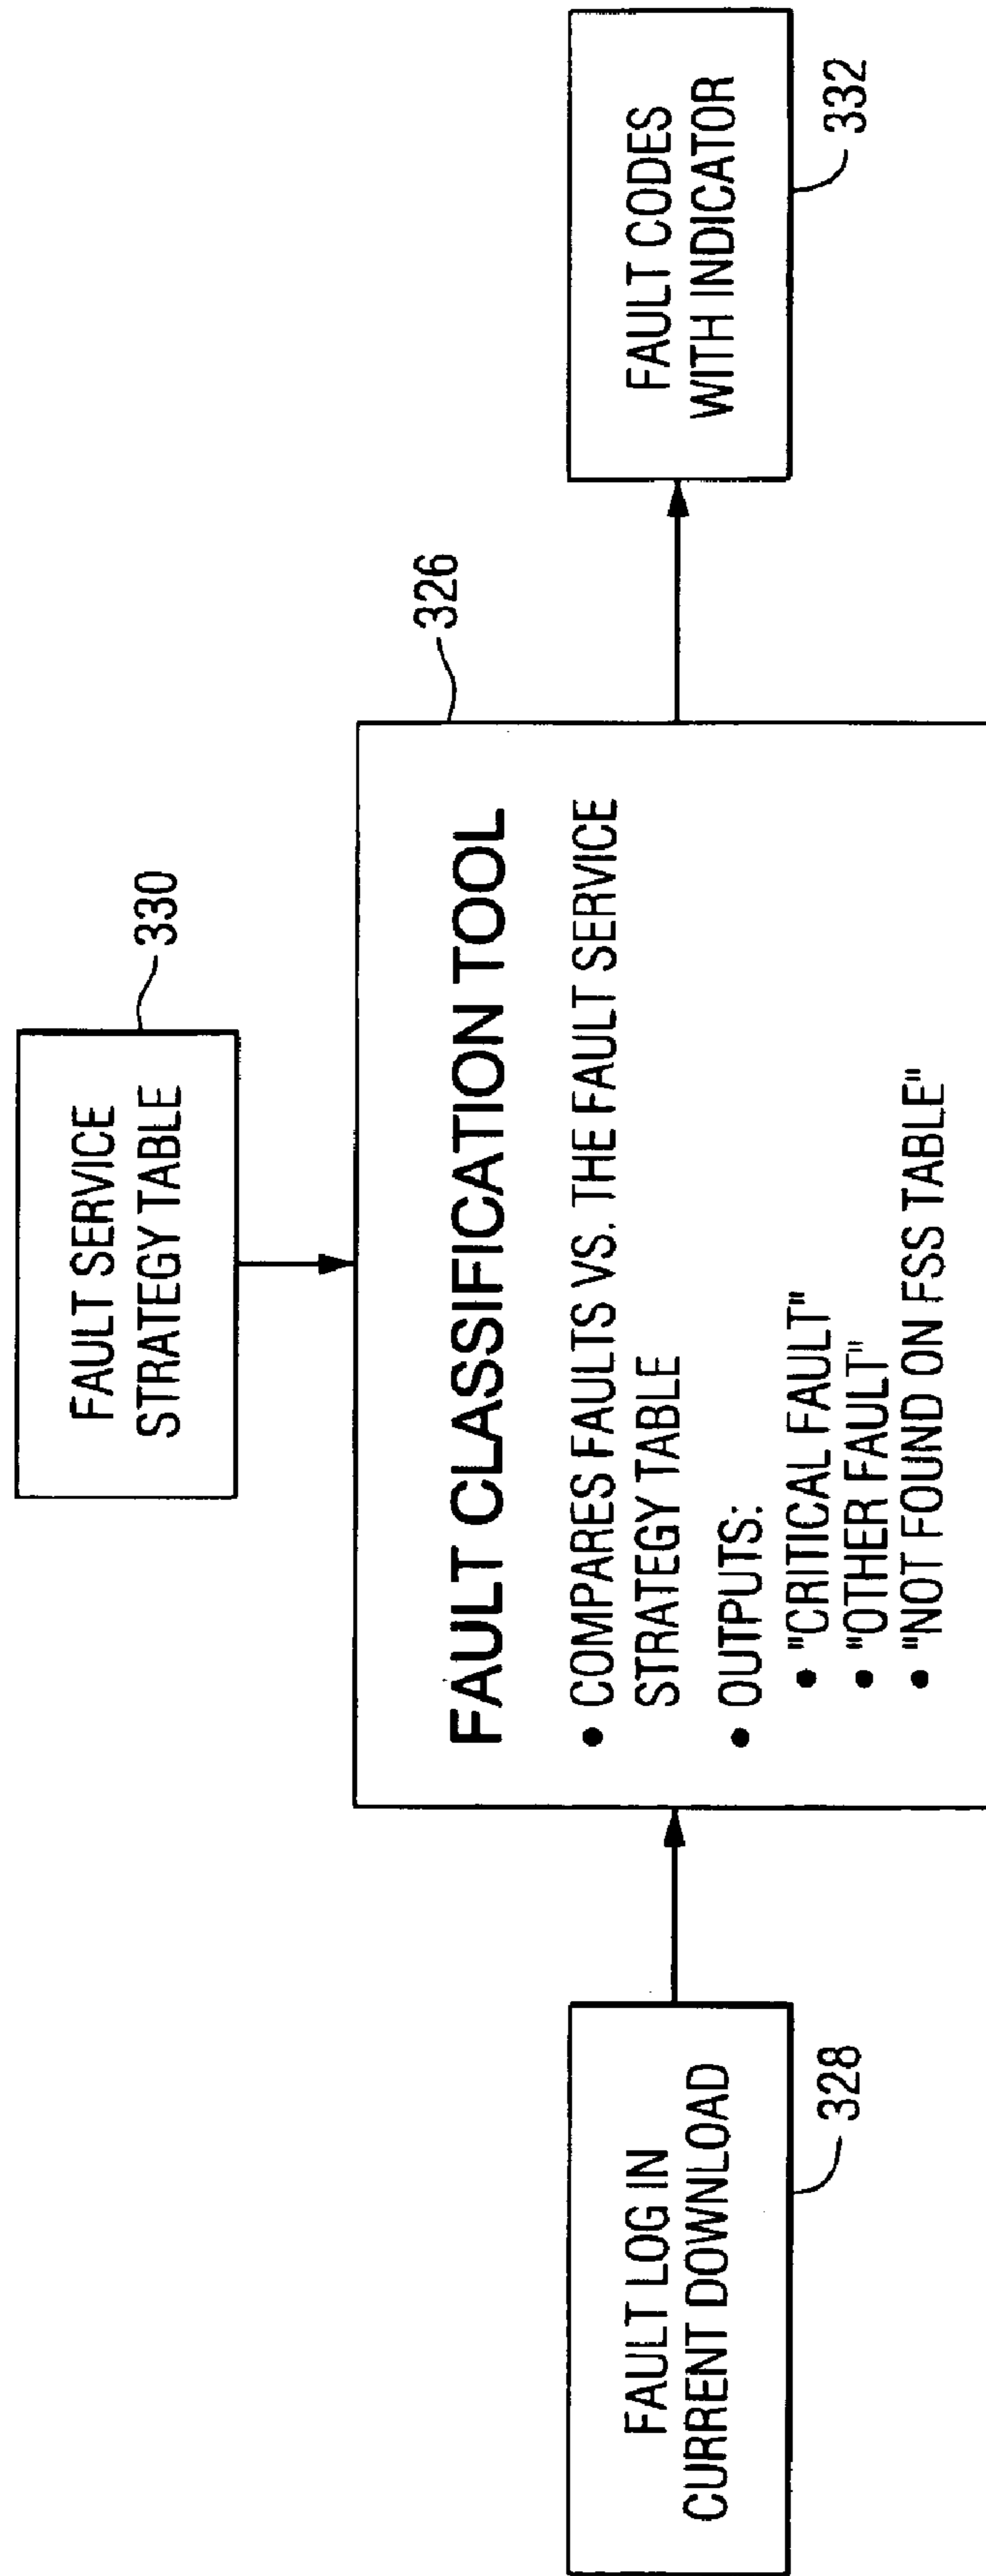 FAULT SERVICE
STRATEGY TABLE
330
FAULT LOG IN
CURRENT DOWNLOAD
328
326
FAULT CLASSIFICATION TOOL
• COMPARES FAULTS VS. THE FAULT SERVICE
STRATEGY TABLE
• OUTPUTS:
• "CRITICAL FAULT"
• "OTHER FAULT"
• "NOT FOUND ON FSS TABLE"
FAULT CODES
WITH INDICATOR
332